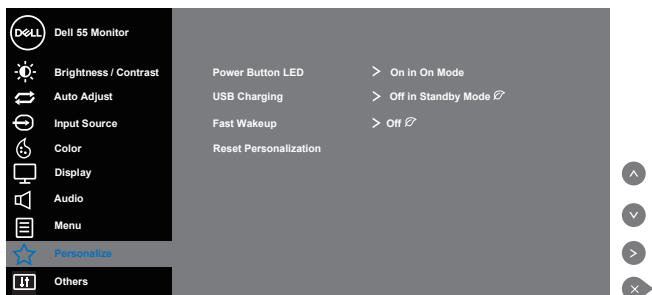 DELL Dell 55 Monitor
Brightness / Contrast Power Button LED > On in On Mode
Auto Adjust USB Charging > Off in Standby Mode
Input Source Fast Wakeup > Off
Color Reset Personalization
Display
Audio
Menu
Personalize
Others